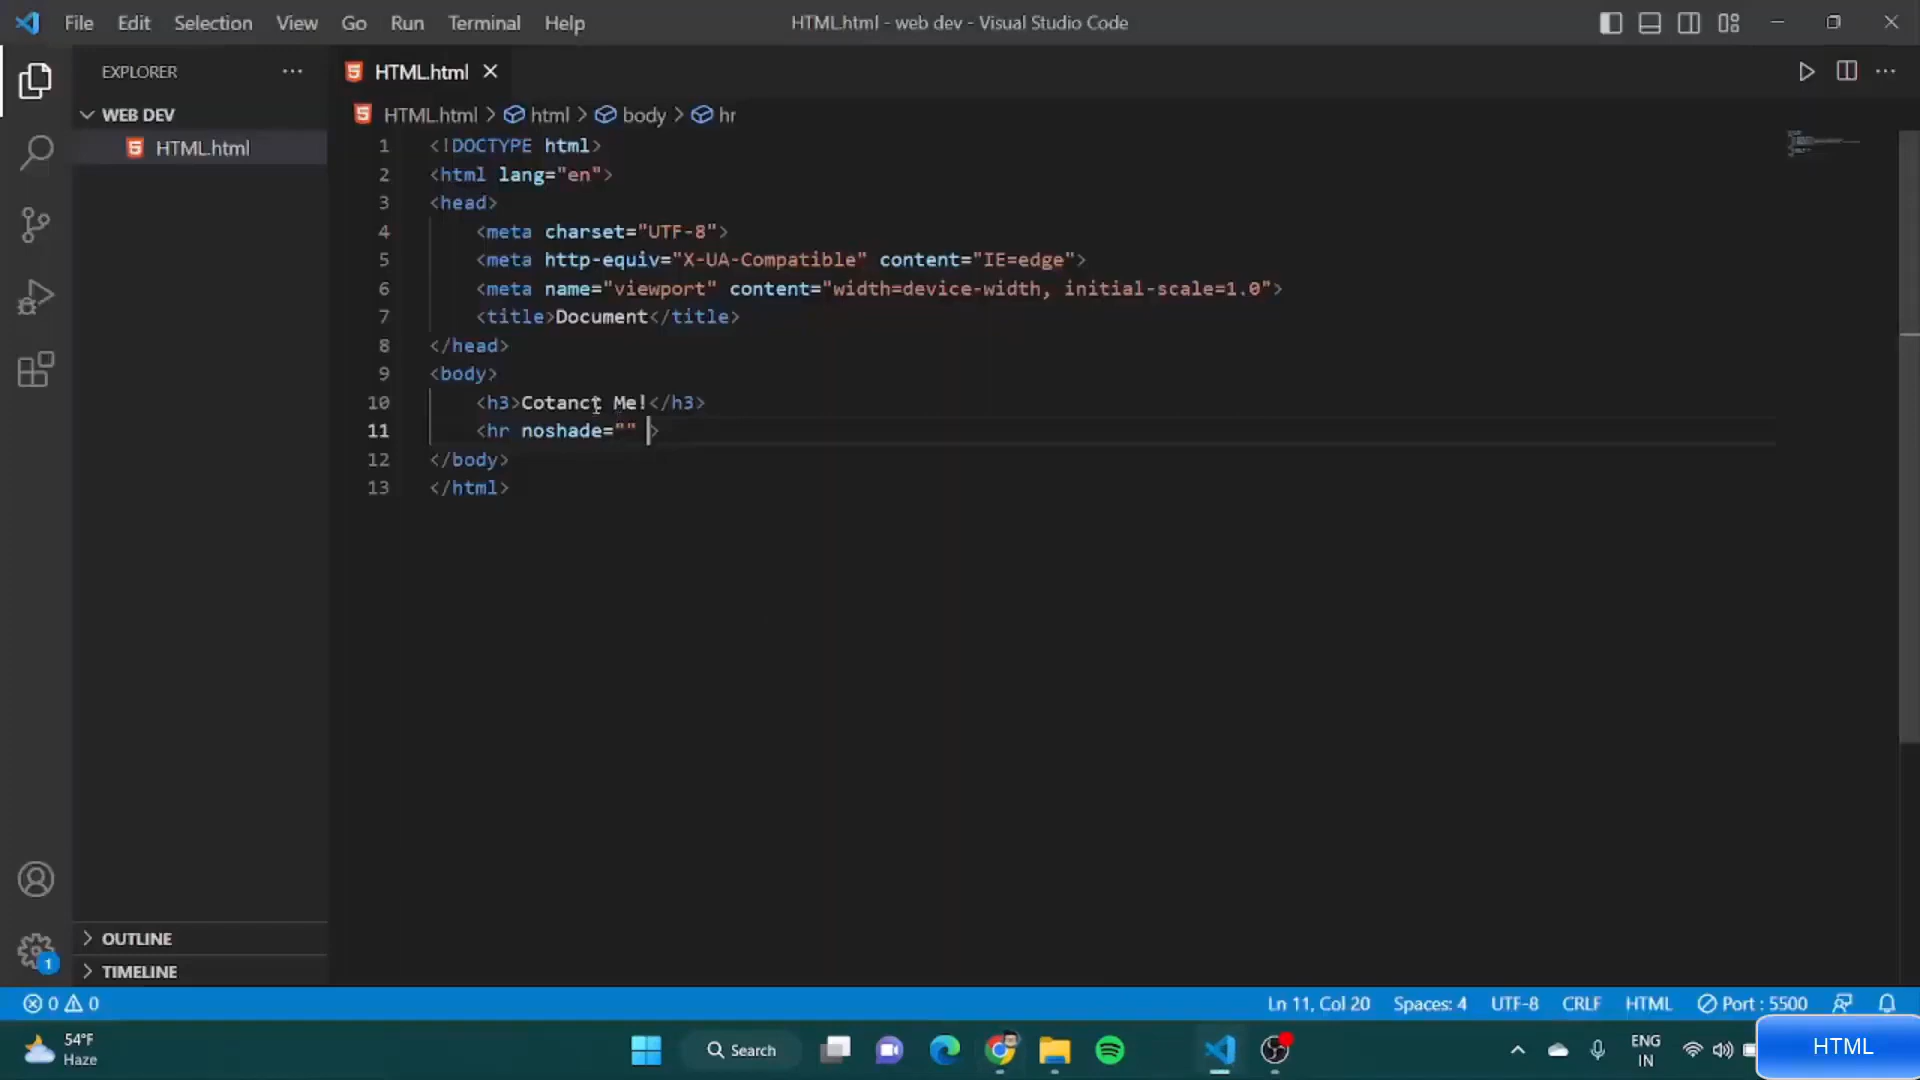 File Edit Selection View Go Run Terminal Help
HTML.html - web dev - Visual Studio Code
EXPLORER
HTML.html
WEB DEV
HTML.html
HTML.html > html > body > hr
1 <!DOCTYPE html>
2 <html lang="en">
3 <head>
4 <meta charset="UTF-8">
5 <meta http-equiv="X-UA-Compatible" content="IE=edge">
6 <meta name="viewport" content="width=device-width, initial-scale=1.0">
7 <title>Document</title>
8 </head>
9 <body>
10 <h3>Cotanct Me!</h3>
11 <hr noshade="" >
12 </body>
13 </html>
OUTLINE
1
TIMELINE
0 0
Ln 11, Col 20 Spaces: 4 UTF-8 CRLF HTML Port : 5500
54°F
Haze
Search
ENG
IN
HTML